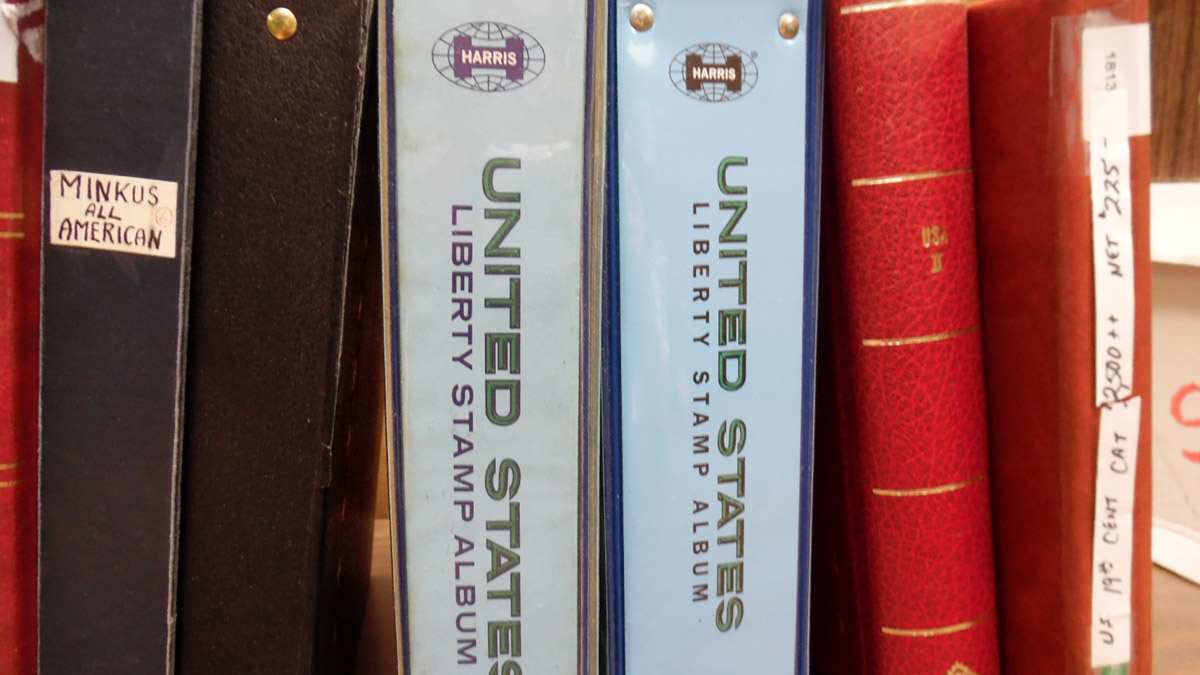 MINKUS
ALL
AMERICAN
HARRIS
UNITED STATES
LIBERTY STAMP ALBUM
HARRIS
UNITED STATES
LIBERTY STAMP ALBUM
USA
II
US 19th CENT CAT $2500++ NET $225-